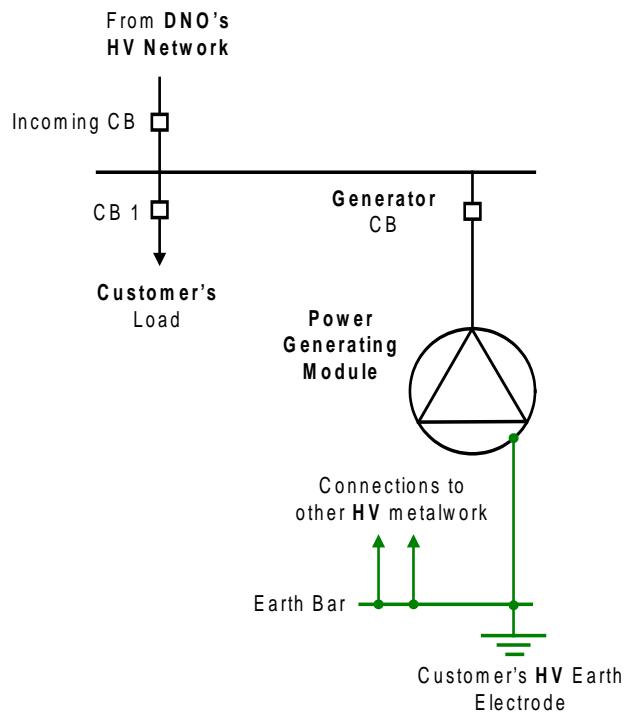 From DNO's
HV Network
Incoming CB
CB 1
Generator
CB
Customer's
Load
Power
Generating
Module
Connections to
other HV metalwork
Earth Bar
Customer's HV Earth
Electrode